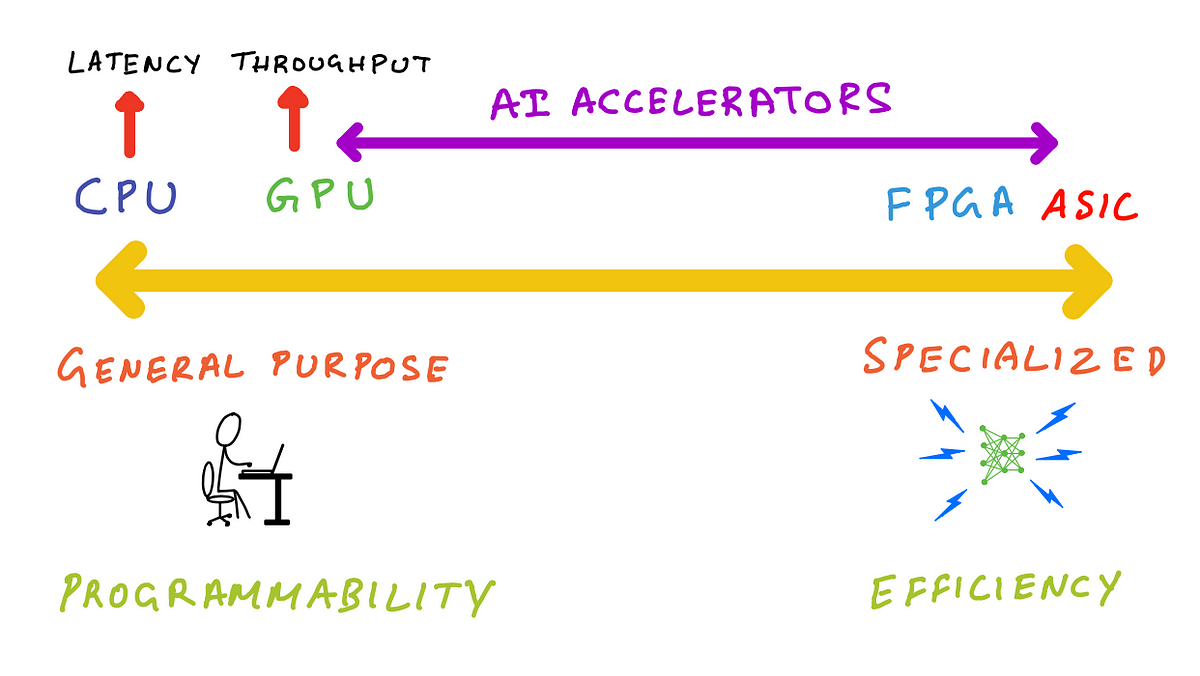 LATENCY THROUGHPUT
AI ACCELERATORS
CPU GPU FPGA ASIC
GENERAL PURPOSE SPECIALIZED
PROGRAMMABILITY EFFICIENCY